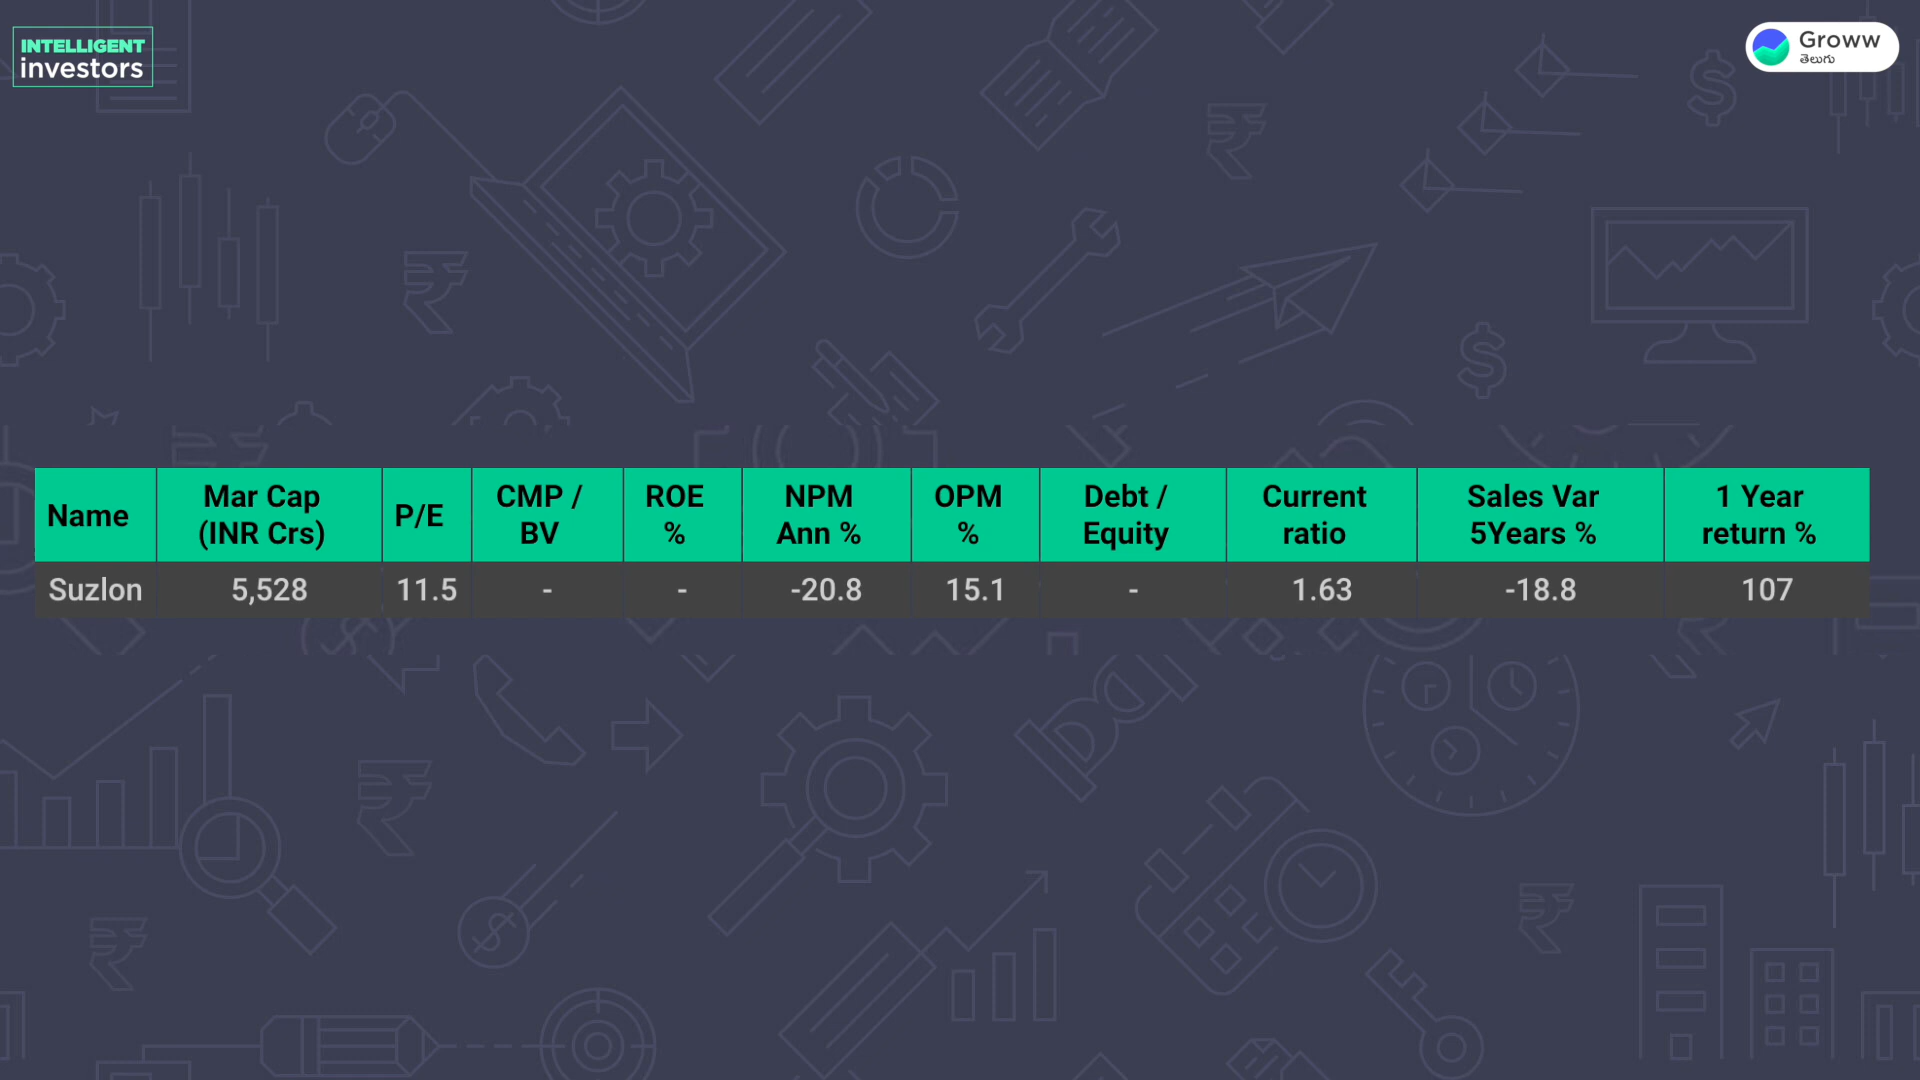 INTELLIGENT
investors
Groww
తెలుగు
Name Mar Cap (INR Crs) P/E CMP / BV ROE % NPM Ann % OPM % Debt / Equity Current ratio Sales Var 5Years % 1 Year return %
Suzlon 5,528 11.5 - - -20.8 15.1 - 1.63 -18.8 107